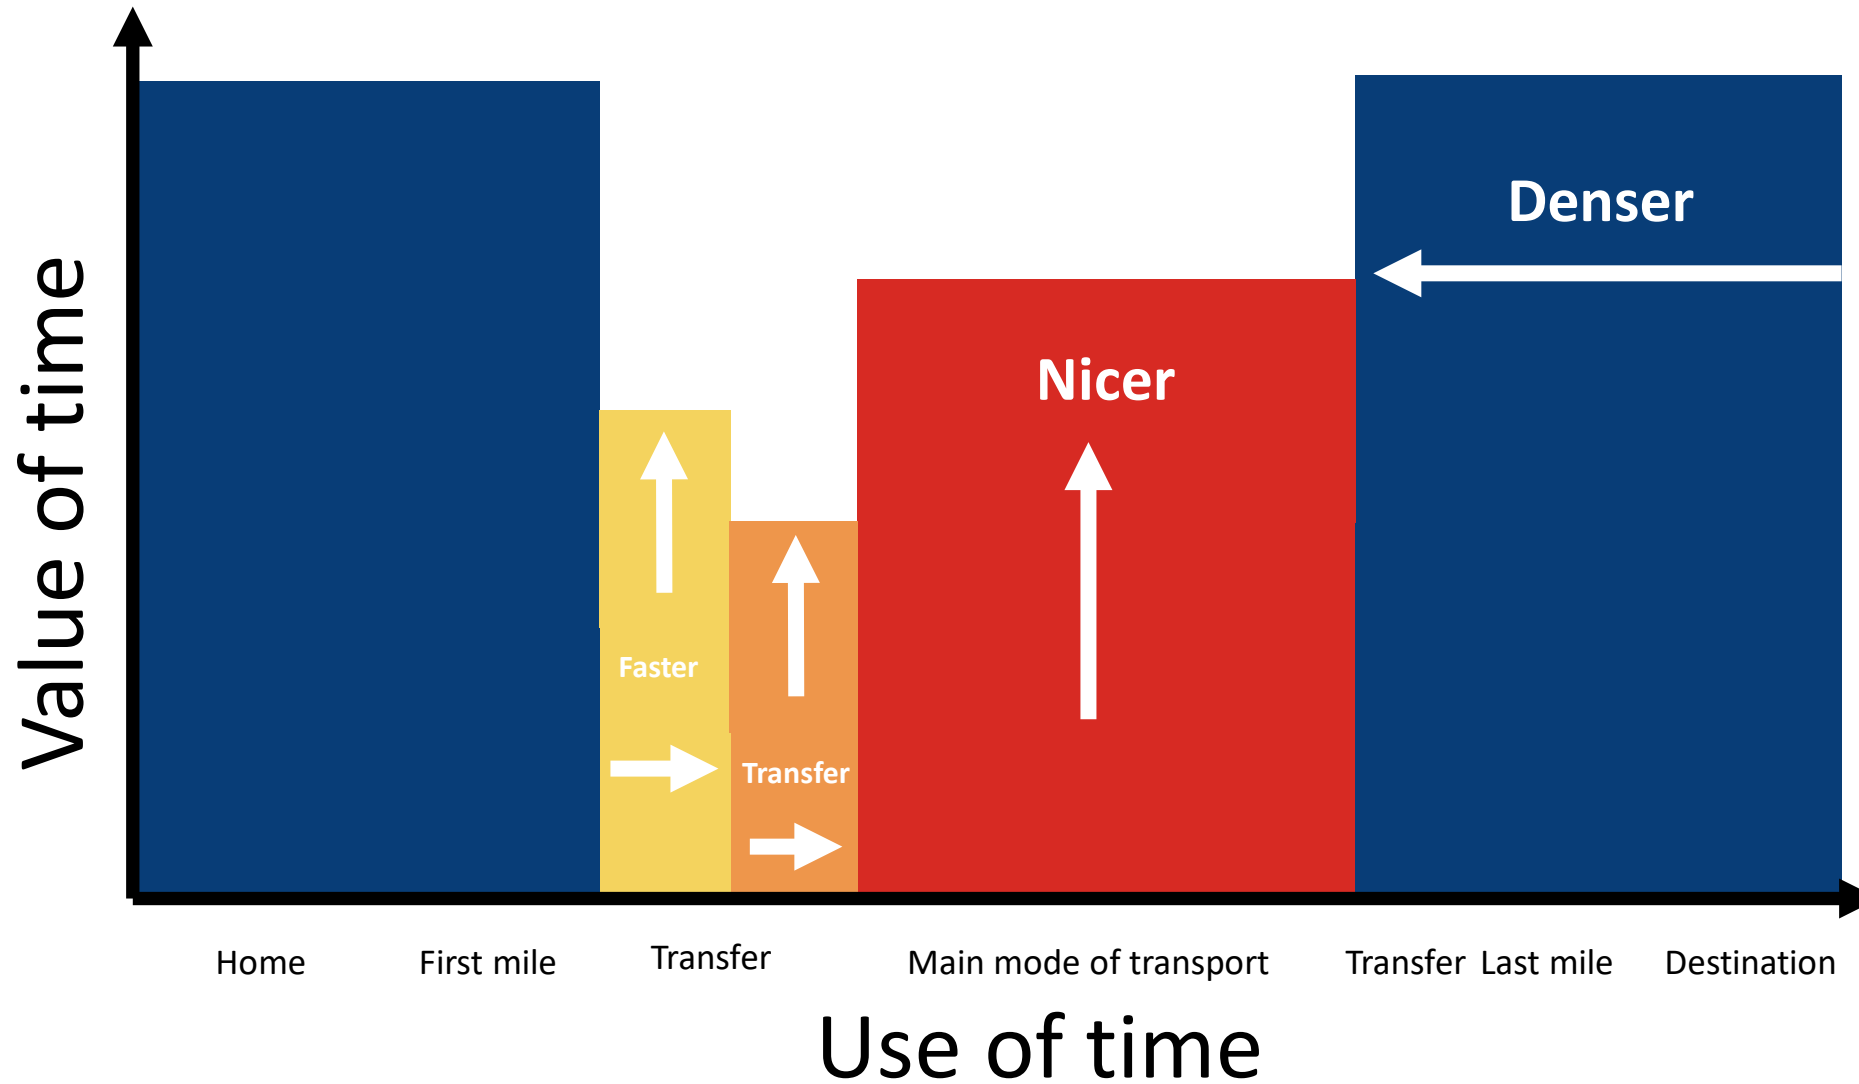 Value of time
Denser
Nicer
Faster
Transfer
Home
First mile
Transfer
Main mode of transport
Transfer
Last mile
Destination
Use of time